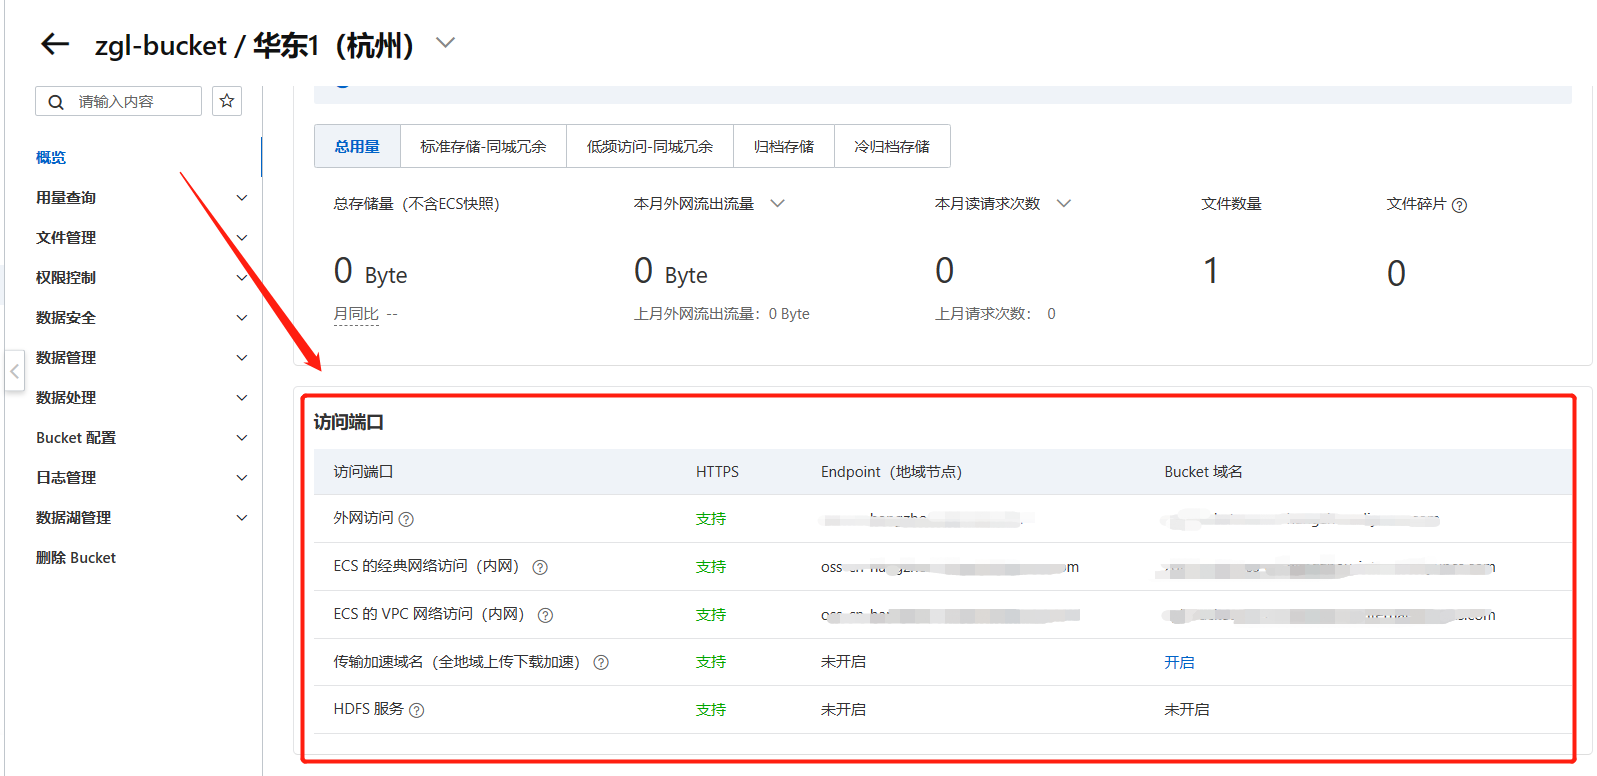 zgl-bucket / 华东1（杭州）
请输入内容
概览
用量查询
文件管理
权限控制
数据安全
数据管理
数据处理
Bucket 配置
日志管理
数据湖管理
删除 Bucket
总用量 标准存储-同城冗余 低频访问-同城冗余 归档存储 冷归档存储
总存储量（不含ECS快照） 本月外网流出流量 本月读请求次数 文件数量 文件碎片
0 Byte 0 Byte 0 1 0
月同比 -- 上月外网流出流量：0 Byte 上月请求次数： 0
访问端口
访问端口 HTTPS Endpoint（地域节点） Bucket 域名
外网访问 支持
ECS 的经典网络访问（内网） 支持
ECS 的 VPC 网络访问（内网） 支持
传输加速域名（全地域上传下载加速） 支持 未开启 开启
HDFS 服务 支持 未开启 未开启